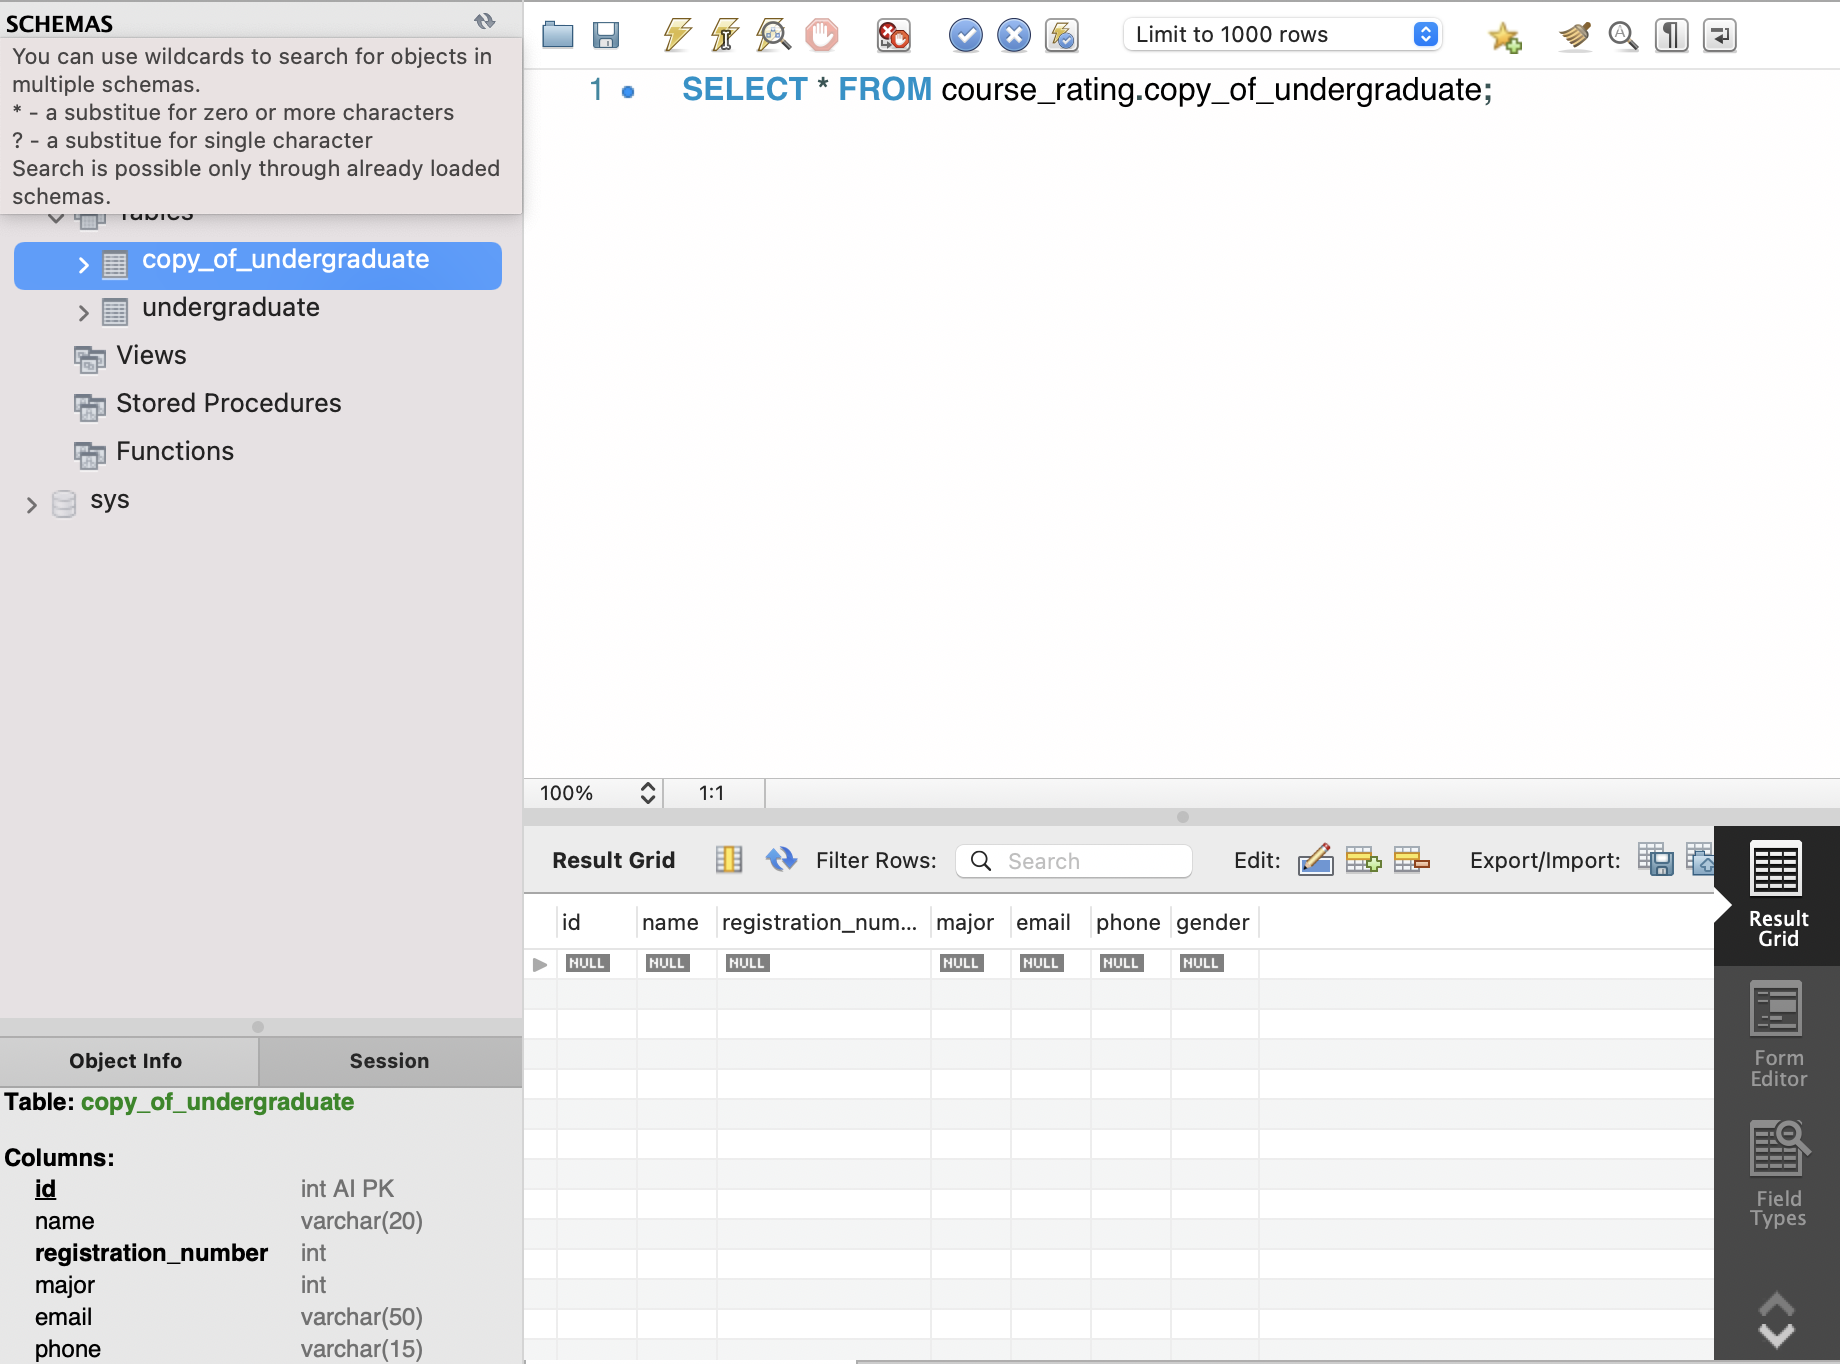 SCHEMAS
You can use wildcards to search for objects in
multiple schemas.
* - a substitue for zero or more characters
? - a substitue for single character
Search is possible only through already loaded
schemas.
Tables
copy_of_undergraduate
undergraduate
Views
Stored Procedures
Functions
sys
Object Info
Session
Table: copy_of_undergraduate
Columns:
id int AI PK
name varchar(20)
registration_number int
major int
email varchar(50)
phone varchar(15)
Limit to 1000 rows
1 SELECT * FROM course_rating.copy_of_undergraduate;
100% 1:1
Result Grid Filter Rows: Search Edit: Export/Import:
id name registration_num... major email phone gender
NULL NULL NULL NULL NULL NULL NULL
Result
Grid
Form
Editor
Field
Types